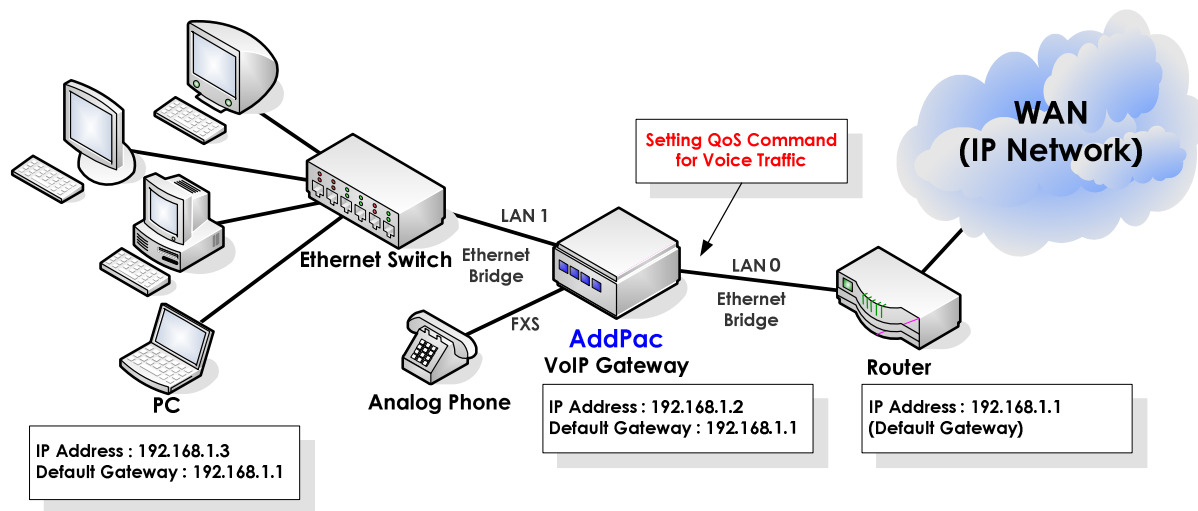 WAN
(IP Network)
Setting QoS Command
for Voice Traffic
LAN 1
Ethernet
Bridge
Ethernet Switch
LAN 0
Ethernet
Bridge
FXS
AddPac
VoIP Gateway
Router
Analog Phone
PC
IP Address : 192.168.1.2
Default Gateway : 192.168.1.1
IP Address : 192.168.1.1
(Default Gateway)
IP Address : 192.168.1.3
Default Gateway : 192.168.1.1